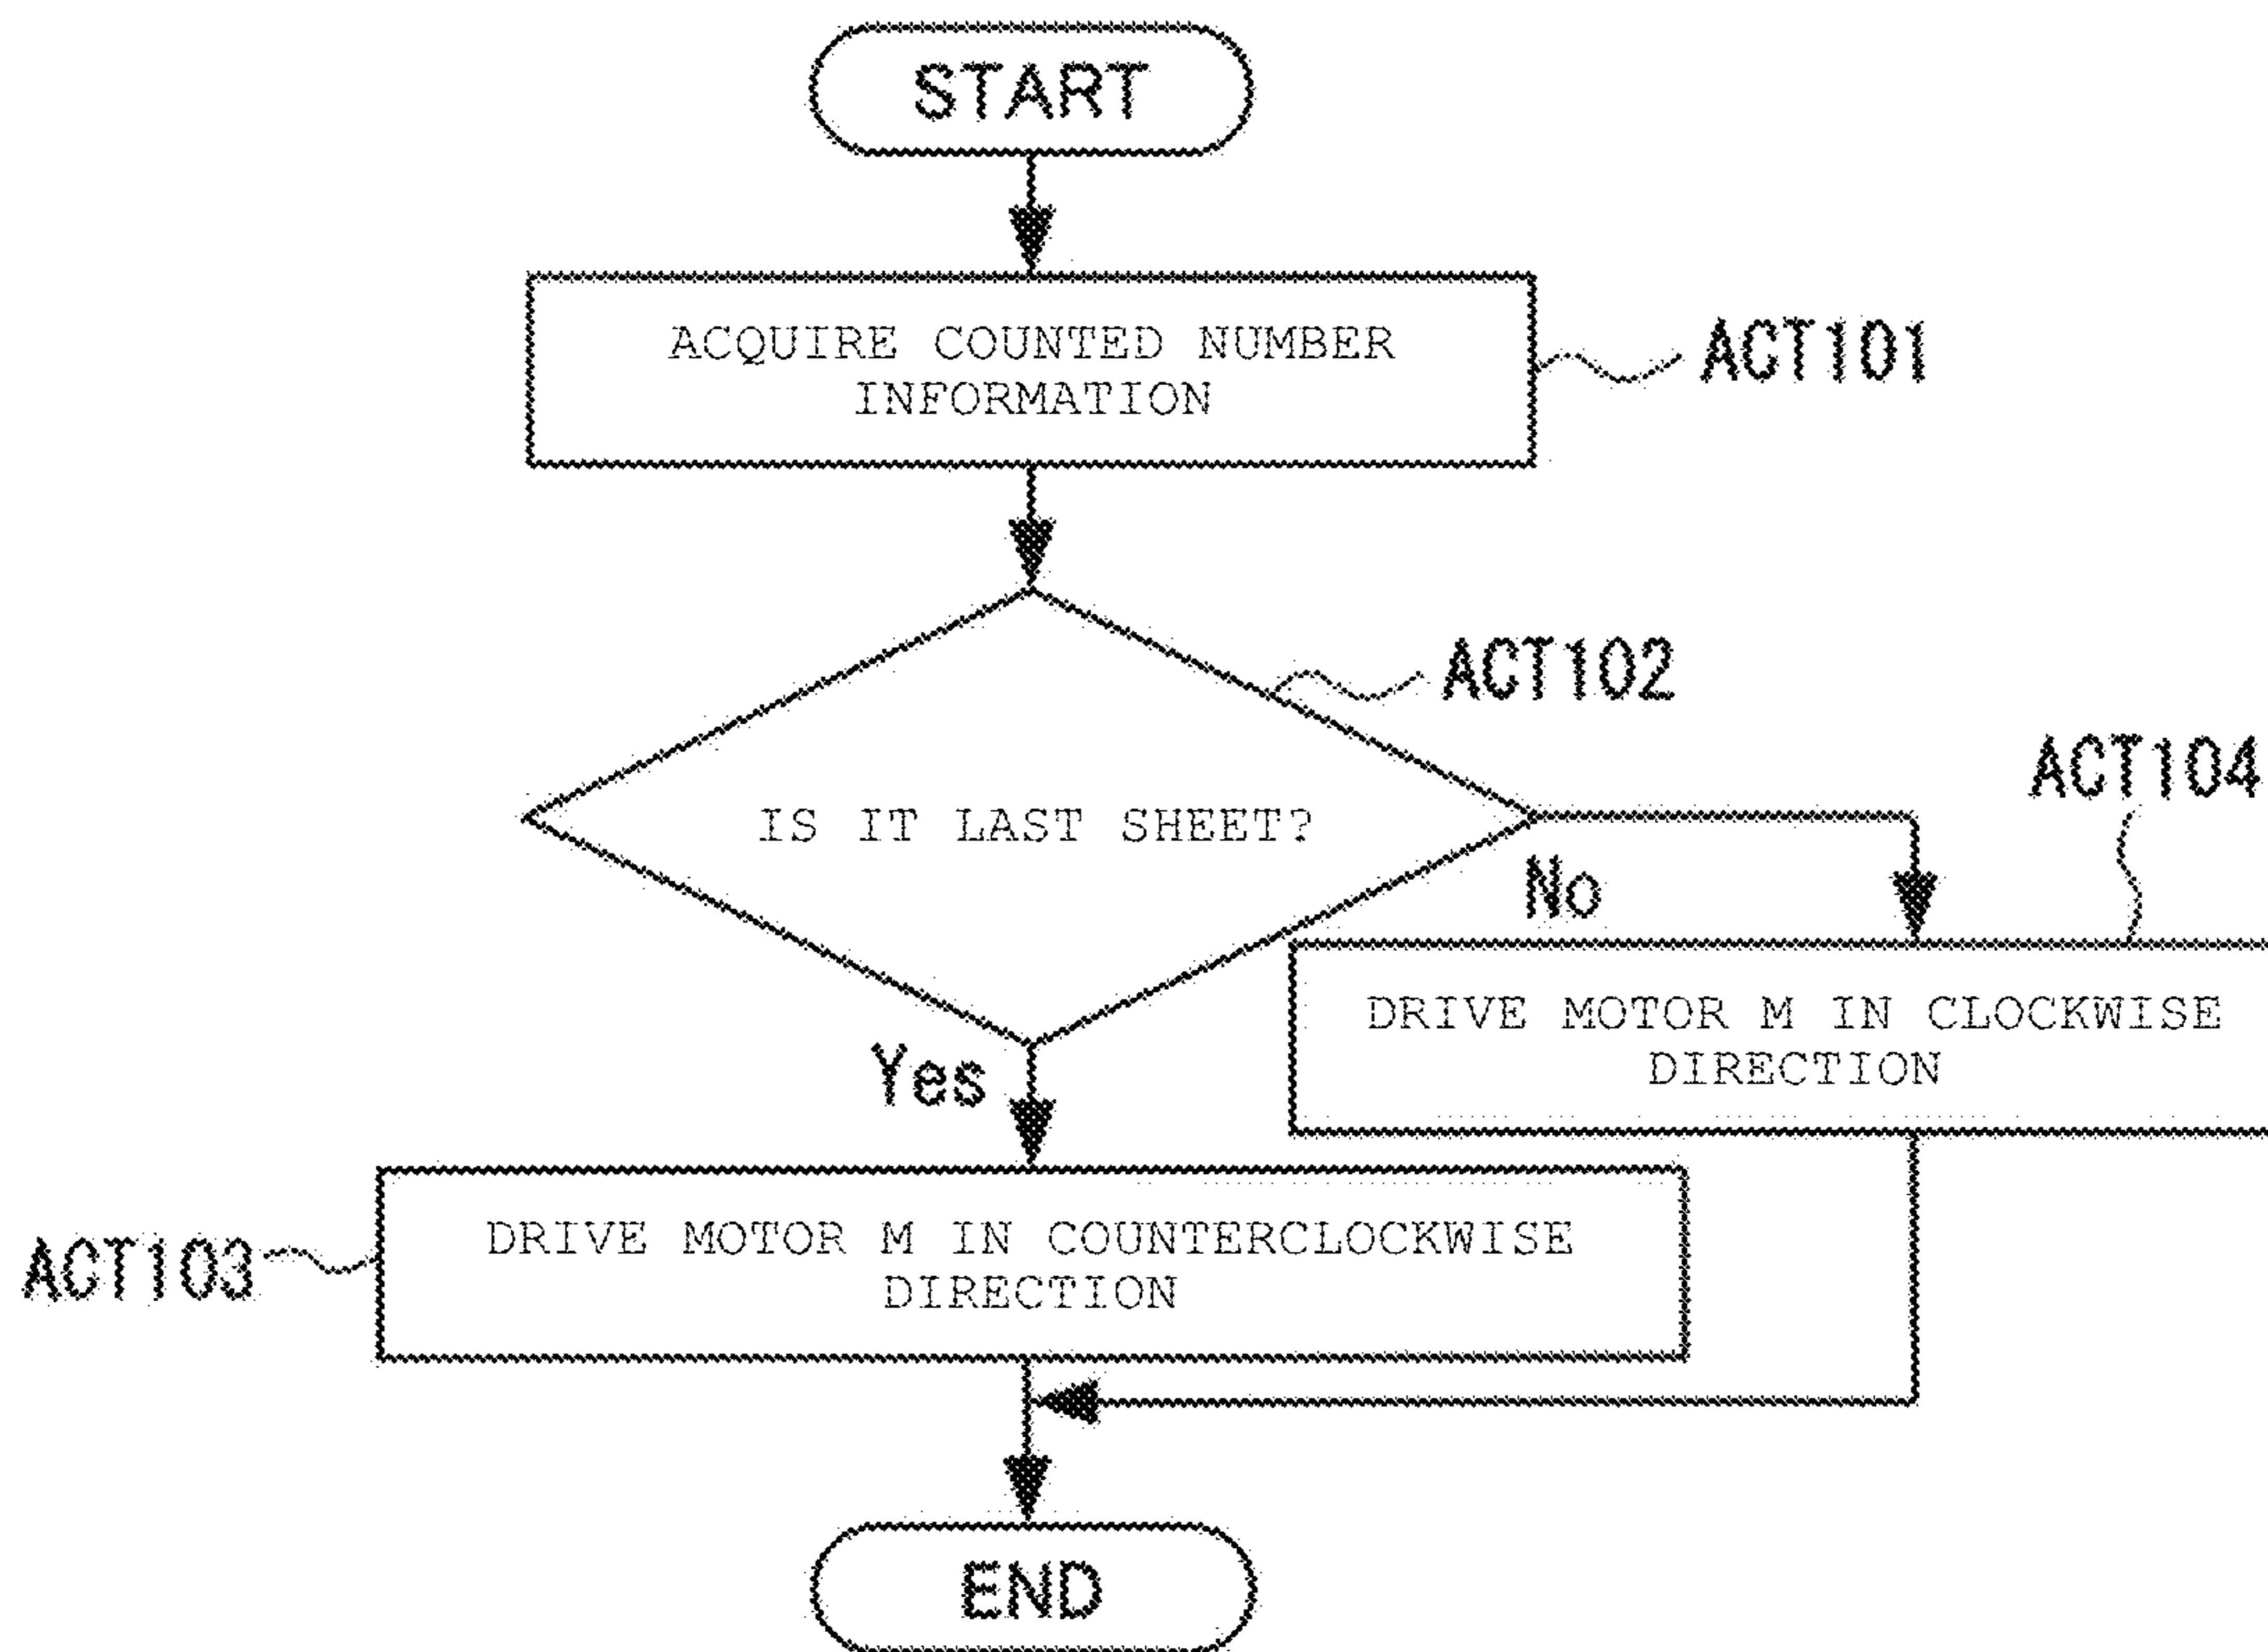 START
ACQUIRE COUNTED NUMBER
INFORMATION
ACT101
ACT102
IS IT LAST SHEET?
No
ACT104
DRIVE MOTOR M IN CLOCKWISE
DIRECTION
Yes
DRIVE MOTOR M IN COUNTERCLOCKWISE
DIRECTION
ACT103
END